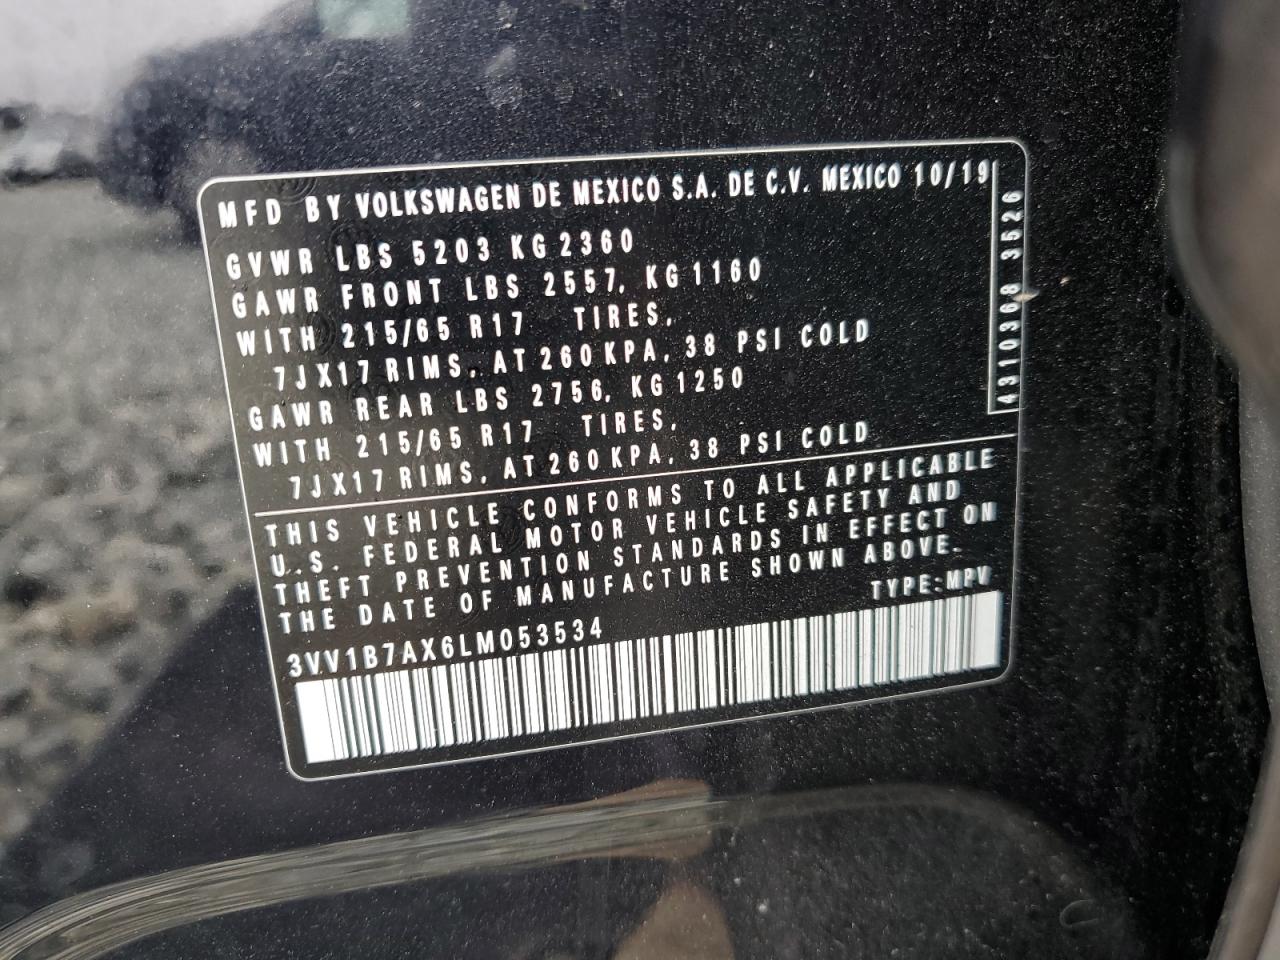 MFD BY VOLKSWAGEN DE MEXICO S.A. DE C.V. MEXICO 10/19
GVWR LBS 5203 KG 2360
GAWR FRONT LBS 2557, KG 1160
WITH 215/65 R17 TIRES,
7JX17 RIMS, AT 260 KPA, 38 PSI COLD
GAWR REAR LBS 2756, KG 1250
WITH 215/65 R17 TIRES,
7JX17 RIMS, AT 260 KPA, 38 PSI COLD
4310368 3526
THIS VEHICLE CONFORMS TO ALL APPLICABLE
U.S. FEDERAL MOTOR VEHICLE SAFETY AND
THEFT PREVENTION STANDARDS IN EFFECT ON
THE DATE OF MANUFACTURE SHOWN ABOVE.
TYPE:MPV
3VV1B7AX6LM053534